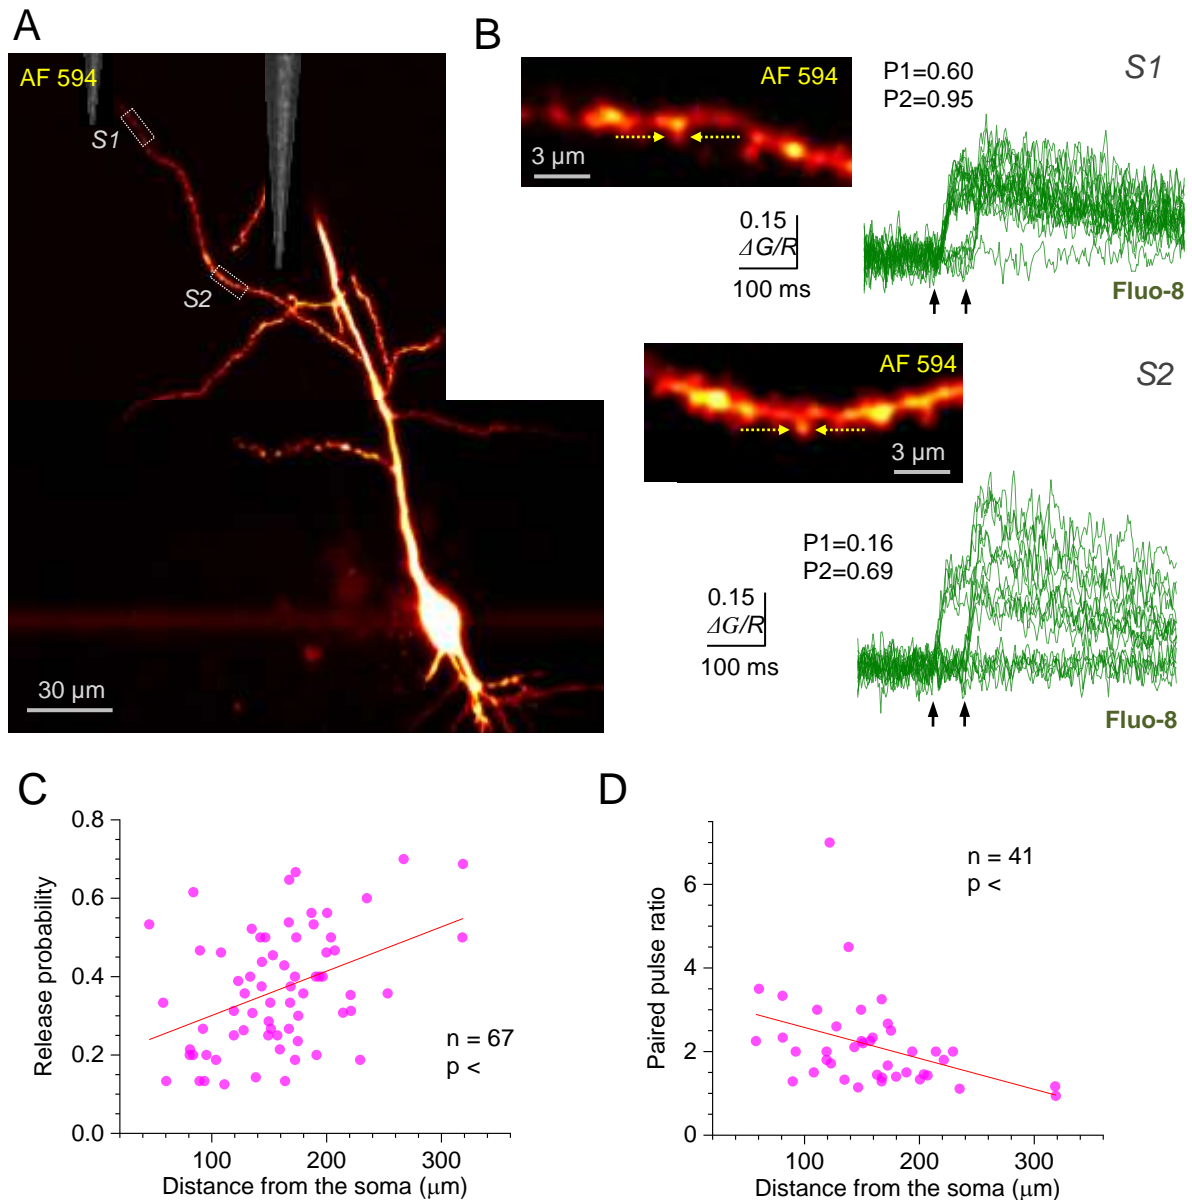 A
AF 594
S1
S2
30 µm
B
AF 594
3 µm
P1=0.60
P2=0.95
S1
0.15
ΔG/R
100 ms
Fluo-8
AF 594
3 µm
S2
P1=0.16
P2=0.69
0.15
ΔG/R
100 ms
Fluo-8
C
Release probability
0.8
0.6
0.4
0.2
0.0
n = 67
p <
100 200 300
Distance from the soma (µm)
D
Paired pulse ratio
6
4
2
0
n = 41
p <
100 200 300
Distance from the soma (µm)